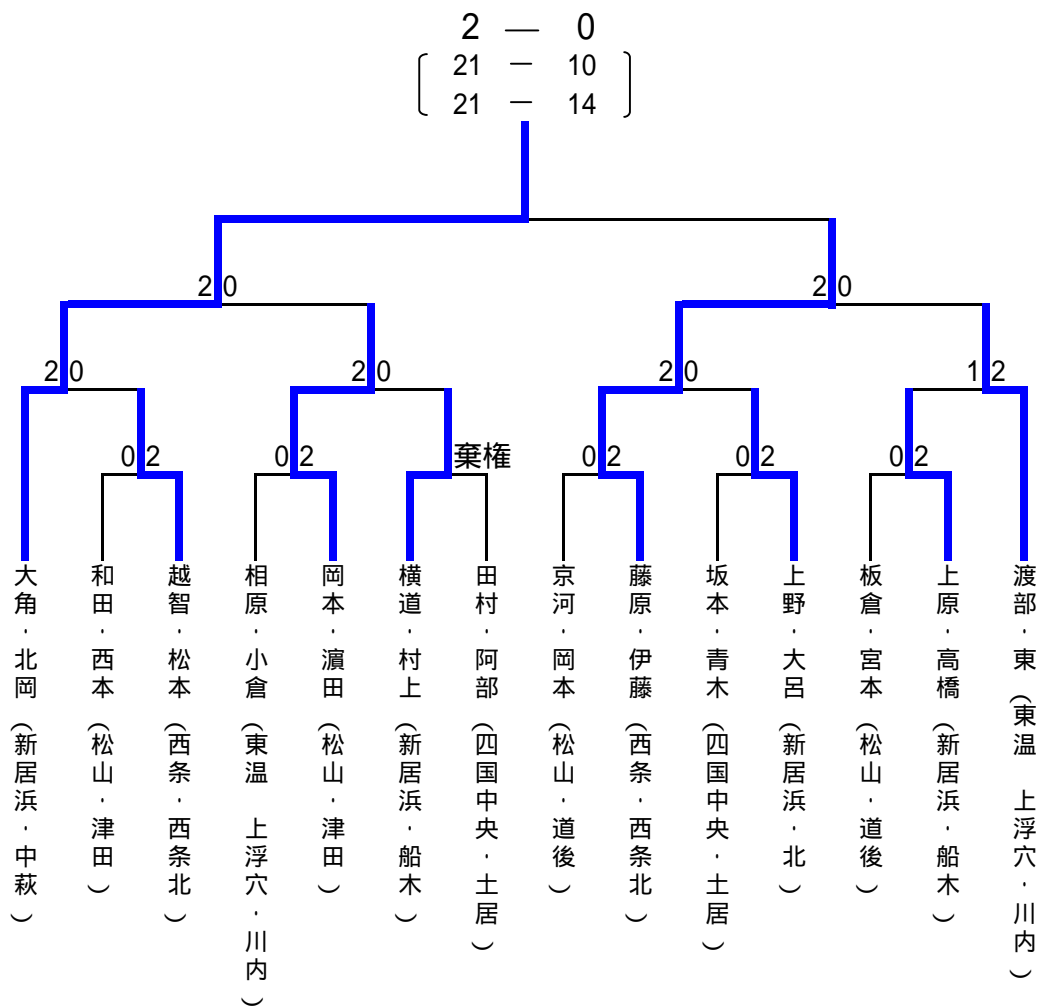 2 — 0
21 — 10
21 — 14
2 0 2 0
2 0 2 0 2 0 1 2
0 2 0 2 棄権 0 2 0 2 0 2
大角・北岡(新居浜・中萩)
和田・西本(松山・津田)
越智・松本(西条・西条北)
相原・小倉(東温 上浮穴・川内)
岡本・濵田(松山・津田)
横道・村上(新居浜・船木)
田村・阿部(四国中央・土居)
京河・岡本(松山・道後)
藤原・伊藤(西条・西条北)
坂本・青木(四国中央・土居)
上野・大呂(新居浜・北)
板倉・宮本(松山・道後)
上原・高橋(新居浜・船木)
渡部・東(東温 上浮穴・川内)